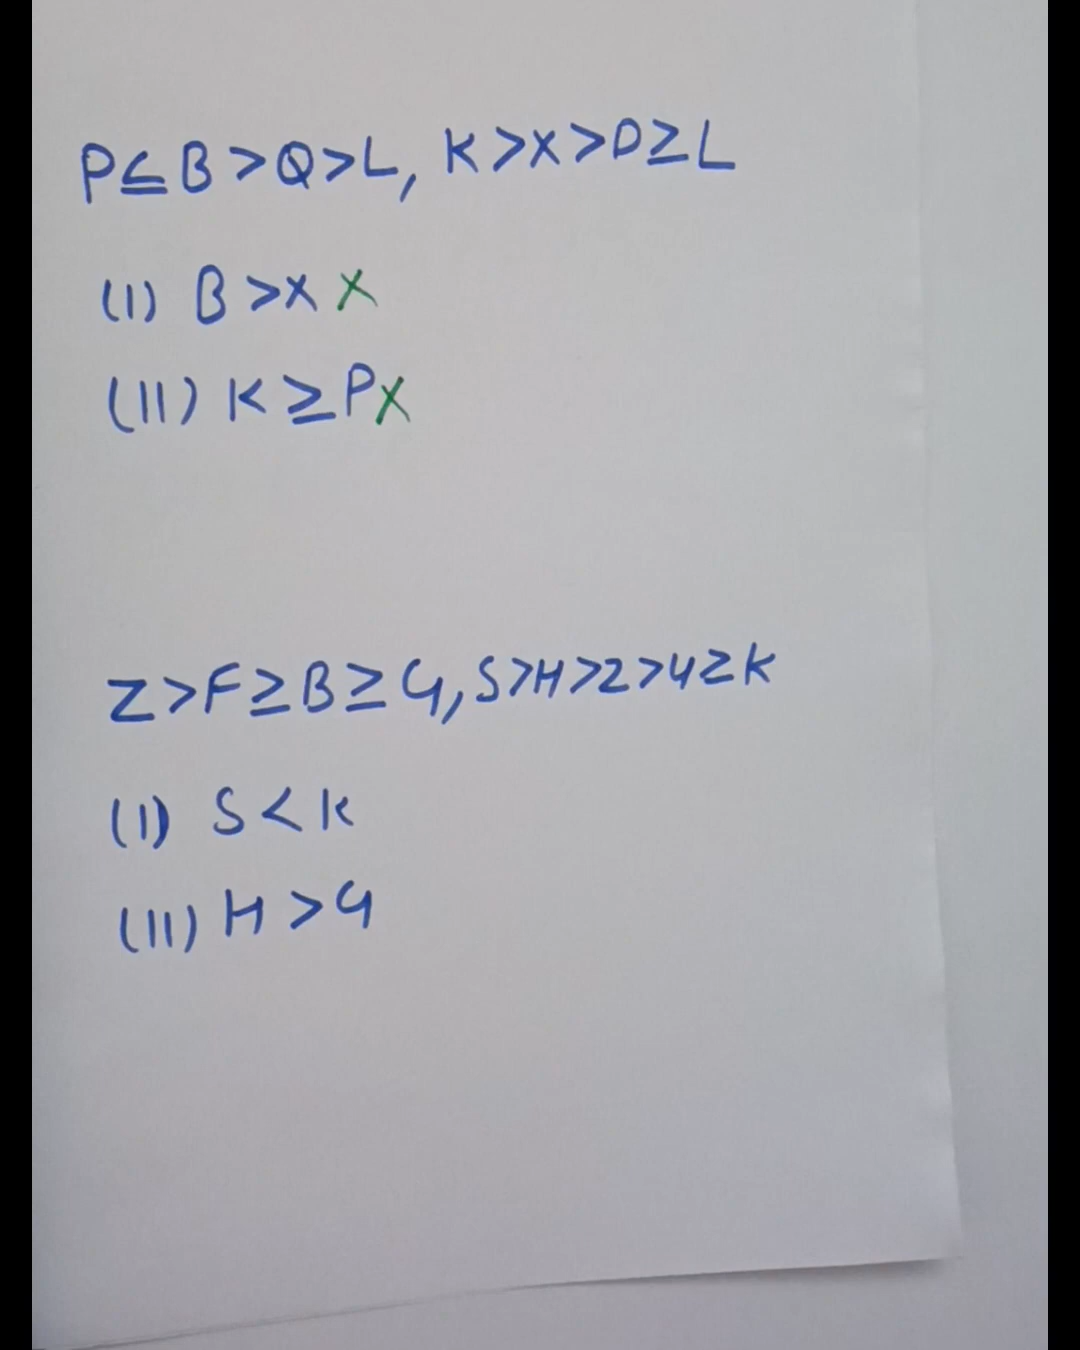 P≤B>Q>L, K>X>D≥L
(I) B>X X
(II) K≥P X
Z>F≥B≥G, S>H>Z>Y≥K
(I) S<K
(II) H>G